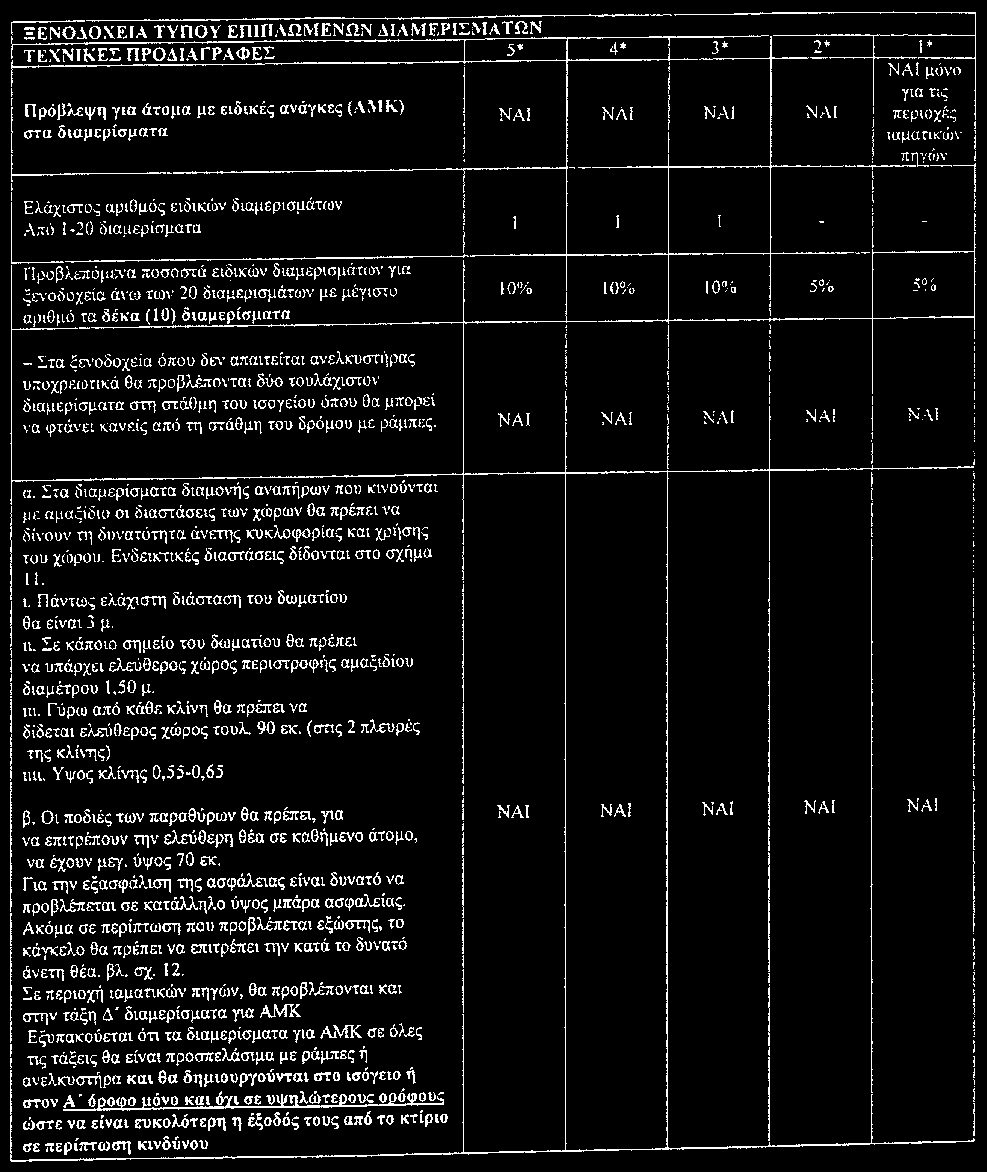 ΞΕΝΟΔΟΧΕΙΑ ΤΥΠΟΥ ΕΠΙΠΛΩΜΕΝΩΝ ΔΙΑΜΕΡΙΣΜΑΤΩΝ
ΤΕΧΝΙΚΕΣ ΠΡΟΔΙΑΓΡΑΦΕΣ 5* 4* 3* 2* 1*
Πρόβλεψη για άτομα με ειδικές ανάγκες (ΑΜΚ)
στα διαμερίσματα
ΝΑΙ ΝΑΙ ΝΑΙ ΝΑΙ
ΝΑΙ μόνο
για τις
περιοχές
ιαματικών
πηγών
Ελάχιστος αριθμός ειδικών διαμερισμάτων
Από 1-20 διαμερίσματα
1 1 1 - -
Προβλεπόμενα ποσοστά ειδικών διαμερισμάτων για
ξενοδοχεία άνω των 20 διαμερισμάτων με μέγιστο
αριθμό τα δέκα (10) διαμερίσματα
10% 10% 10% 5% 5%
– Στα ξενοδοχεία όπου δεν απαιτείται ανελκυστήρας
υποχρεωτικά θα προβλέπονται δύο τουλάχιστον
διαμερίσματα στη στάθμη του ισογείου όπου θα μπορεί
να φτάνει κανείς από τη στάθμη του δρόμου με ράμπες.
ΝΑΙ ΝΑΙ ΝΑΙ ΝΑΙ ΝΑΙ
α. Στα διαμερίσματα διαμονής αναπήρων που κινούνται
με αμαξίδιο οι διαστάσεις των χώρων θα πρέπει να
δίνουν τη δυνατότητα άνετης κυκλοφορίας και χρήσης
του χώρου. Ενδεικτικές διαστάσεις δίδονται στο σχήμα
11.
ι. Πάντως ελάχιστη διάσταση του δωματίου
θα είναι 3 μ.
ιι. Σε κάποιο σημείο του δωματίου θα πρέπει
να υπάρχει ελεύθερος χώρος περιστροφής αμαξιδίου
διαμέτρου 1,50 μ.
ιιι. Γύρω από κάθε κλίνη θα πρέπει να
δίδεται ελεύθερος χώρος τουλ. 90 εκ. (στις 2 πλευρές
της κλίνης)
ιιιι. Υψος κλίνης 0,55-0,65
β. Οι ποδιές των παραθύρων θα πρέπει, για
να επιτρέπουν την ελεύθερη θέα σε καθήμενο άτομο,
να έχουν μεγ. ύψος 70 εκ.
Για την εξασφάλιση της ασφάλειας είναι δυνατό να
προβλέπεται σε κατάλληλο ύψος μπάρα ασφαλείας.
Ακόμα σε περίπτωση που προβλέπεται εξώστης, το
κάγκελο θα πρέπει να επιτρέπει την κατά το δυνατό
άνετη θέα. βλ. σχ. 12.
Σε περιοχή ιαματικών πηγών, θα προβλέπονται και
στην τάξη Δ΄ διαμερίσματα για ΑΜΚ
Εξυπακούεται ότι τα διαμερίσματα για ΑΜΚ σε όλες
τις τάξεις θα είναι προσπελάσιμα με ράμπες ή
ανελκυστήρα και θα δημιουργούνται στο ισόγειο ή
στον Α΄ όροφο μόνο και όχι σε υψηλώτερους ορόφους
ώστε να είναι ευκολότερη η έξοδός τους από το κτίριο
σε περίπτωση κινδύνου
ΝΑΙ ΝΑΙ ΝΑΙ ΝΑΙ ΝΑΙ